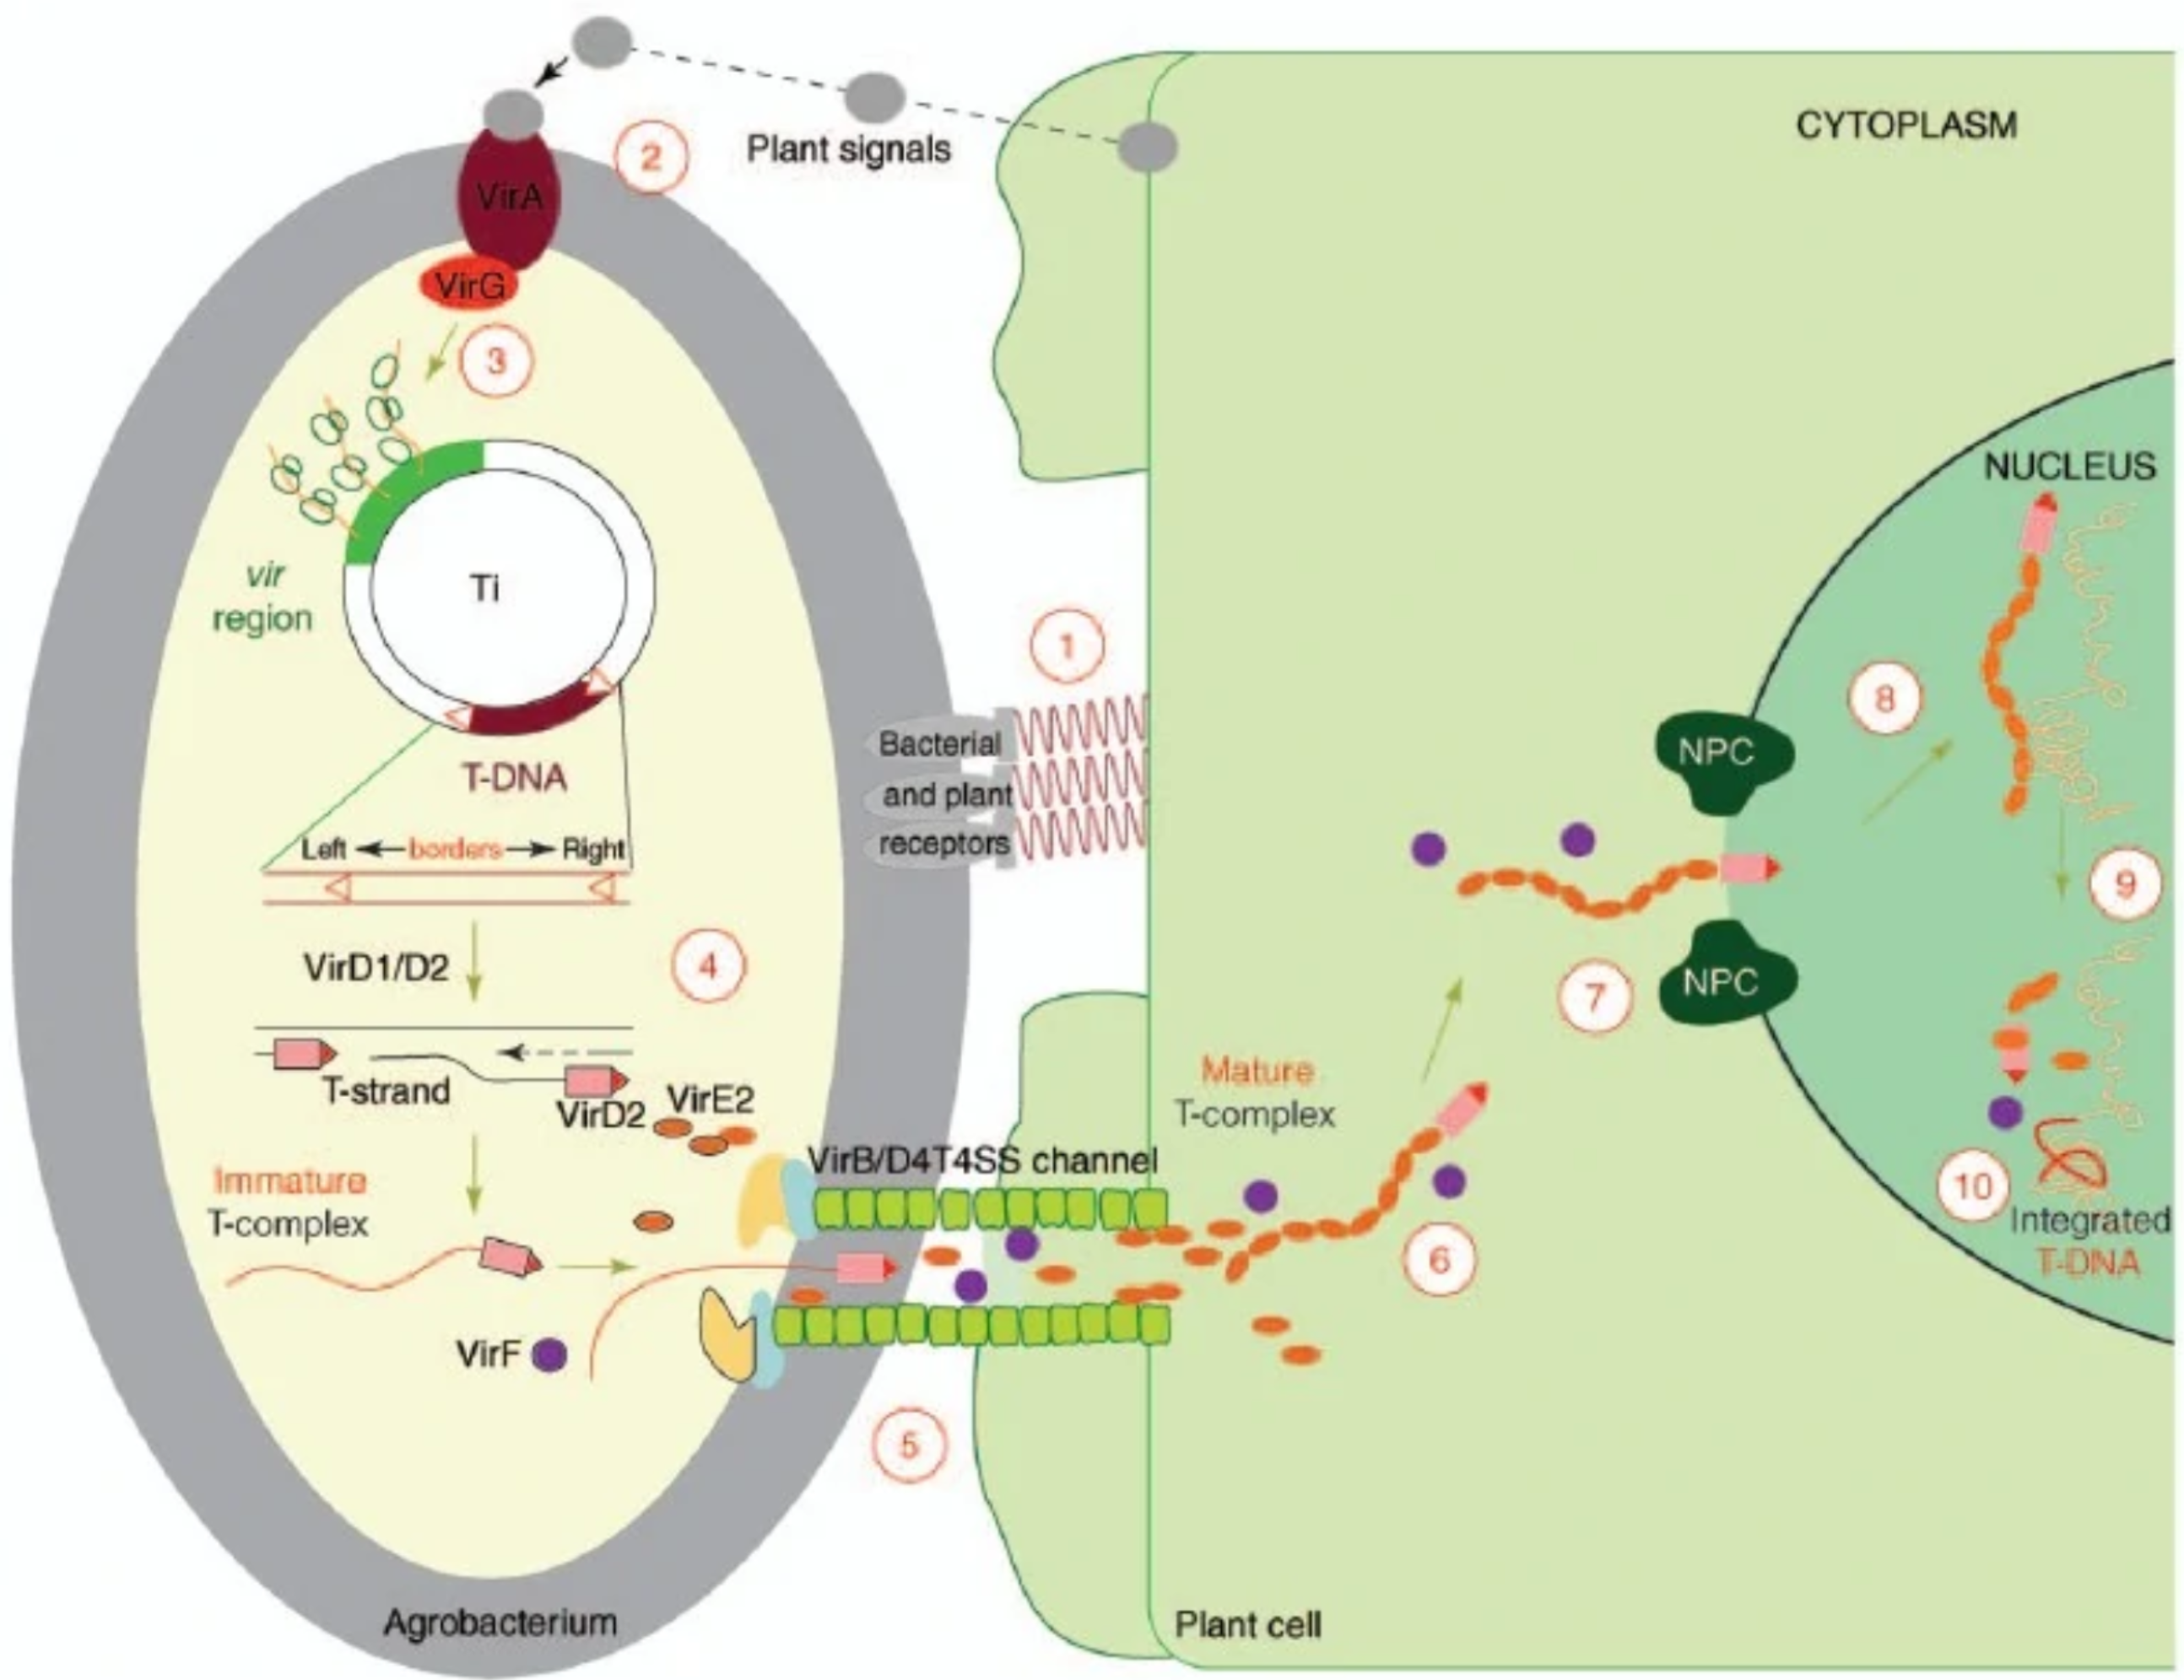 Plant signals
CYTOPLASM
2
VirA
VirG
3
NUCLEUS
vir
region
Ti
1
8
T-DNA
Bacterial
and plant
receptors
NPC
Left borders Right
9
VirD1/D2
4
NPC
7
T-strand
VirD2
VirE2
Mature
T-complex
VirB/D4T4SS channel
Immature
T-complex
10
Integrated
T-DNA
6
VirF
5
Agrobacterium
Plant cell